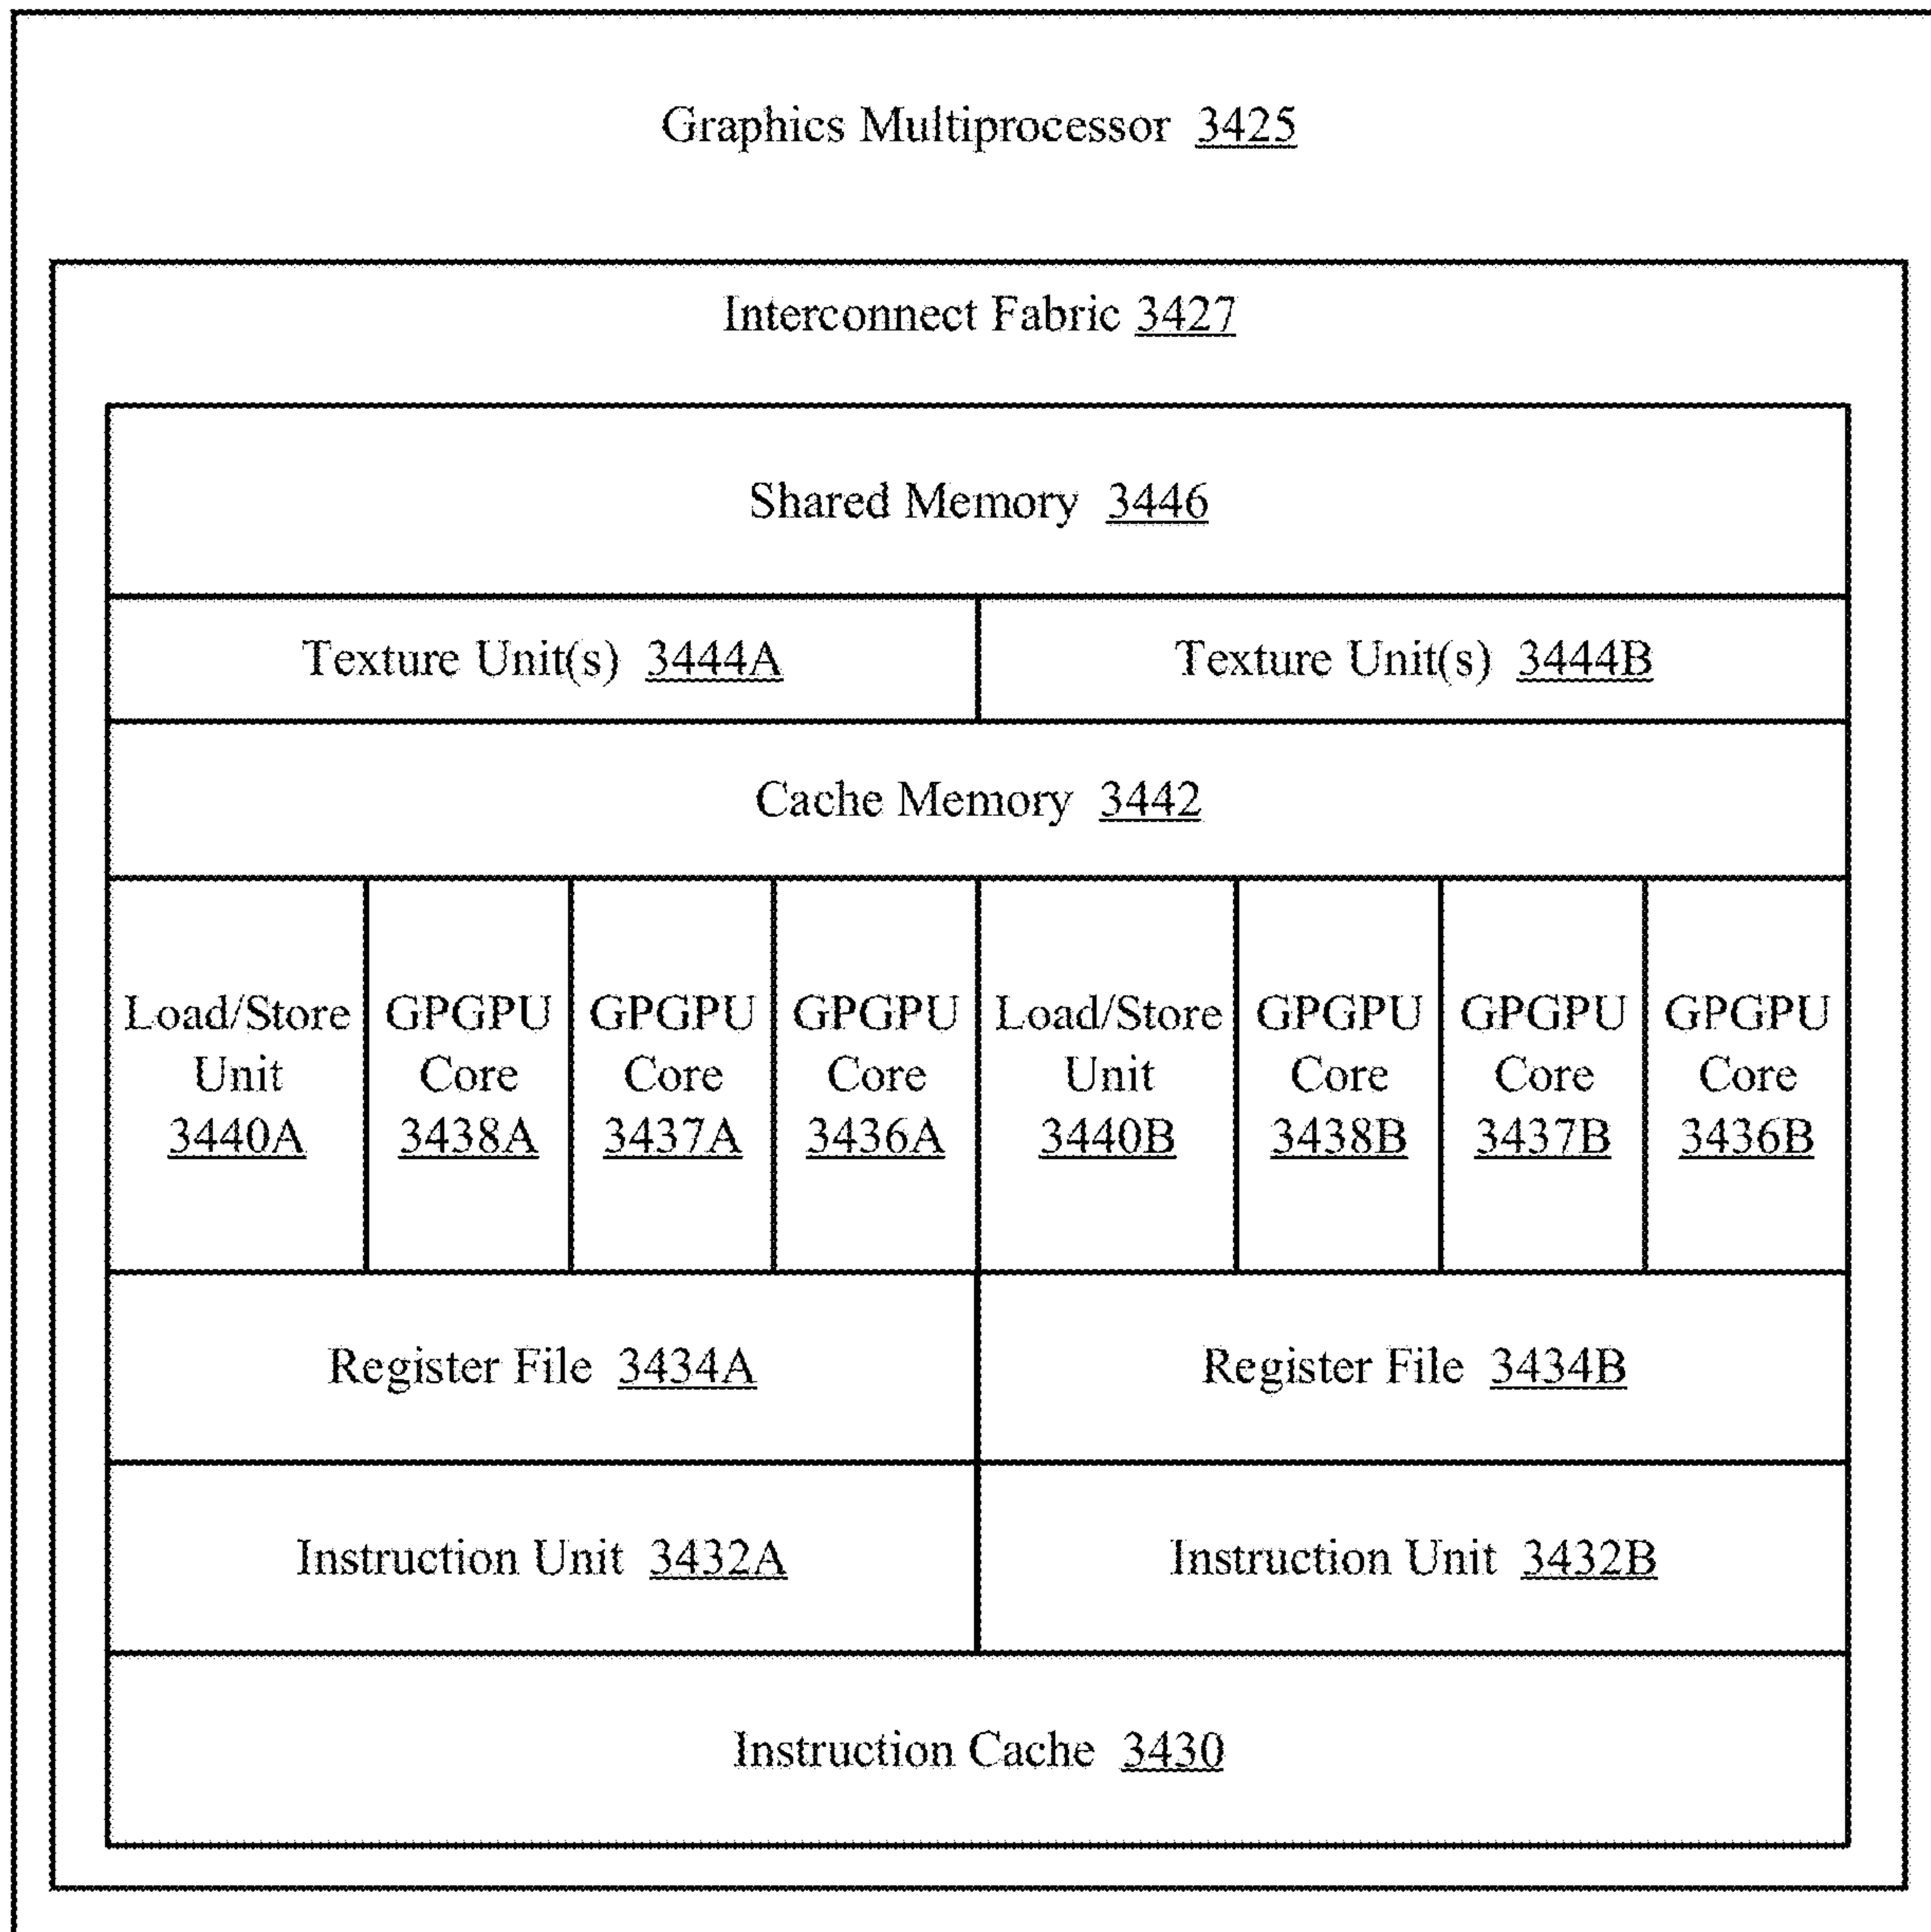 Graphics Multiprocessor 3425
Interconnect Fabric 3427
Shared Memory 3446
Texture Unit(s) 3444A
Texture Unit(s) 3444B
Cache Memory 3442
Load/Store
Unit
3440A
GPGPU
Core
3438A
GPGPU
Core
3437A
GPGPU
Core
3436A
Load/Store
Unit
3440B
GPGPU
Core
3438B
GPGPU
Core
3437B
GPGPU
Core
3436B
Register File 3434A
Register File 3434B
Instruction Unit 3432A
Instruction Unit 3432B
Instruction Cache 3430